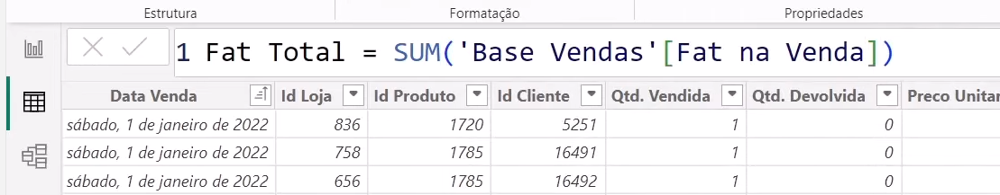 Estrutura Formatação Propriedades
1 Fat Total = SUM('Base Vendas'[Fat na Venda])
Data Venda Id Loja Id Produto Id Cliente Qtd. Vendida Qtd. Devolvida Preco Unitar
sábado, 1 de janeiro de 2022 836 1720 5251 1 0
sábado, 1 de janeiro de 2022 758 1785 16491 1 0
sábado, 1 de janeiro de 2022 656 1785 16492 1 0